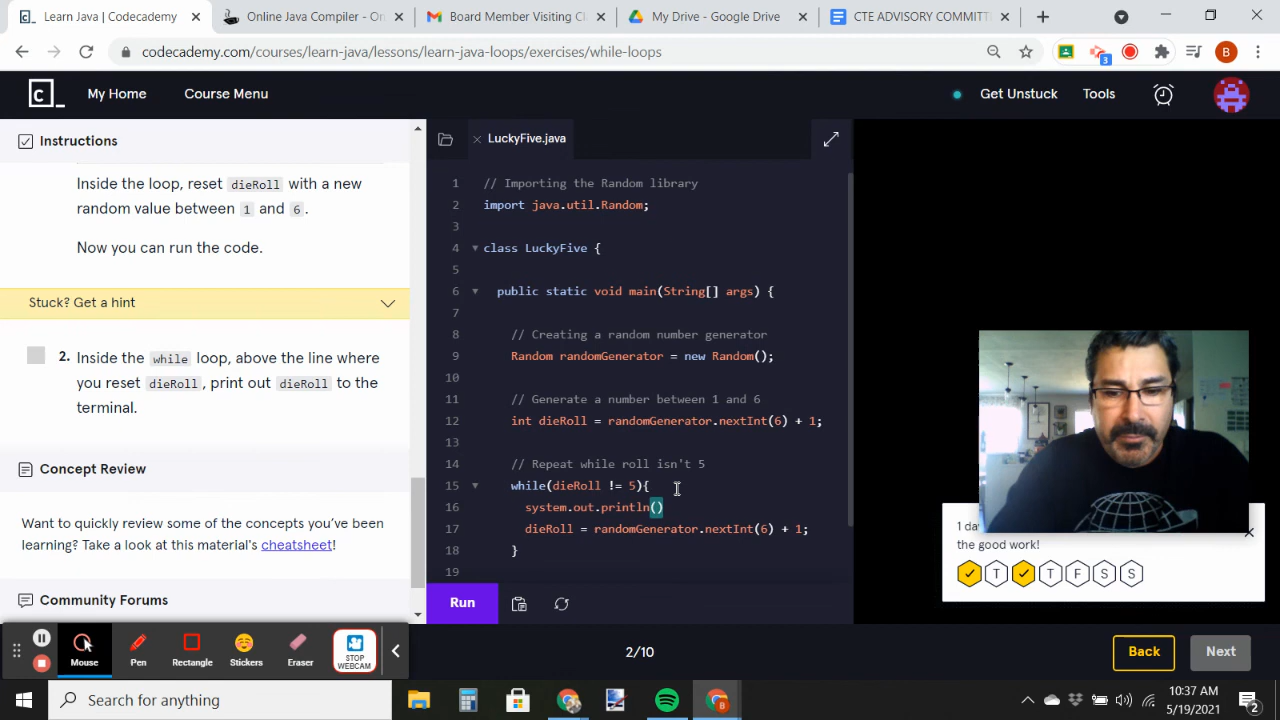 Learn Java | Codecademy
Online Java Compiler - On
Board Member Visiting Cl
My Drive - Google Drive
CTE ADVISORY COMMITT
codecademy.com/courses/learn-java/lessons/learn-java-loops/exercises/while-loops
3
B
c_
My Home
Course Menu
Get Unstuck
Tools
Instructions
Inside the loop, reset dieRoll with a new
random value between 1 and 6.
Now you can run the code.
Stuck? Get a hint
2. Inside the while loop, above the line where
you reset dieRoll, print out dieRoll to the
terminal.
Concept Review
Want to quickly review some of the concepts you've been
learning? Take a look at this material's cheatsheet!
Community Forums
LuckyFive.java
1 // Importing the Random library
2 import java.util.Random;
3
4 class LuckyFive {
5
6 public static void main(String[] args) {
7
8 // Creating a random number generator
9 Random randomGenerator = new Random();
10
11 // Generate a number between 1 and 6
12 int dieRoll = randomGenerator.nextInt(6) + 1;
13
14 // Repeat while roll isn't 5
15 while(dieRoll != 5){
16 system.out.println()
17 dieRoll = randomGenerator.nextInt(6) + 1;
18 }
19
Run
1 da
the good work!
T T F S S
Mouse
Pen
Rectangle
Stickers
Eraser
STOP
WEBCAM
2/10
Back
Next
Search for anything
10:37 AM
5/19/2021
2